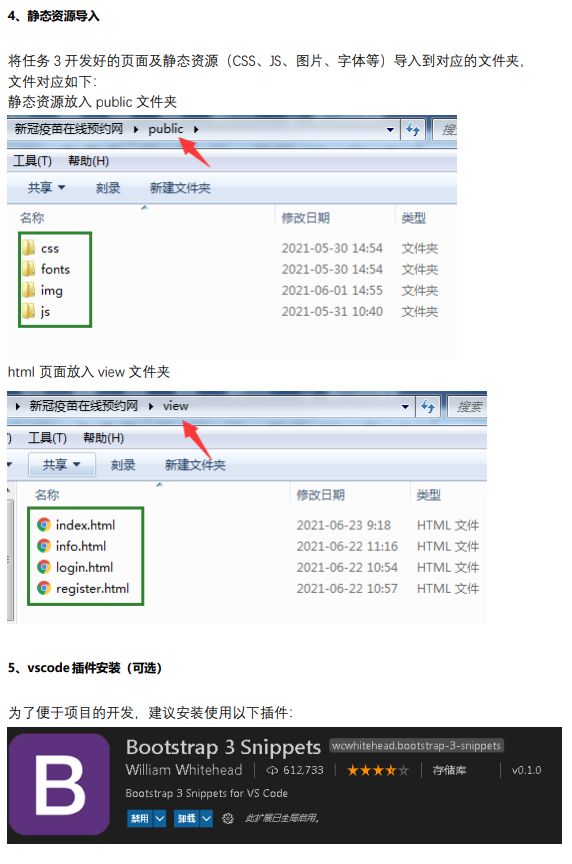 4、静态资源导入
将任务 3 开发好的页面及静态资源（CSS、JS、图片、字体等）导入到对应的文件夹，
文件对应如下：
静态资源放入 public 文件夹
新冠疫苗在线预约网 public
工具(T) 帮助(H)
共享 刻录 新建文件夹
名称 修改日期 类型
css 2021-05-30 14:54 文件夹
fonts 2021-05-30 14:54 文件夹
img 2021-06-01 14:55 文件夹
js 2021-05-31 10:40 文件夹
html 页面放入 view 文件夹
新冠疫苗在线预约网 view 搜索
工具(T) 帮助(H)
共享 刻录 新建文件夹
名称 修改日期 类型
index.html 2021-06-23 9:18 HTML 文件
info.html 2021-06-22 11:16 HTML 文件
login.html 2021-06-22 10:54 HTML 文件
register.html 2021-06-22 10:57 HTML 文件
5、vscode 插件安装（可选）
为了便于项目的开发，建议安装使用以下插件：
B
Bootstrap 3 Snippets wcwhitehead.bootstrap-3-snippets
William Whitehead 612,733 存储库 v0.1.0
Bootstrap 3 Snippets for VS Code
禁用 卸载 此扩展已全局启用。